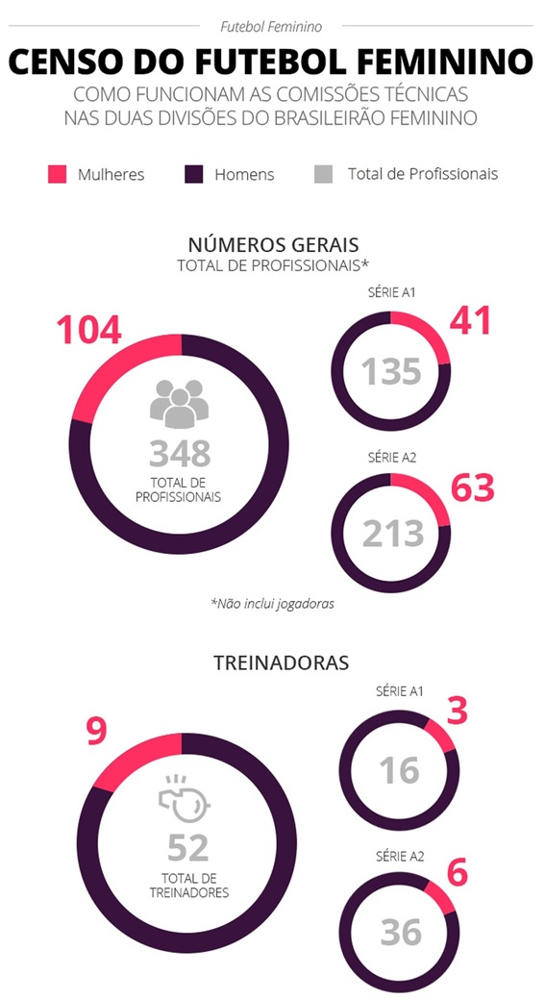 Futebol Feminino
CENSO DO FUTEBOL FEMININO
COMO FUNCIONAM AS COMISSÕES TÉCNICAS
NAS DUAS DIVISÕES DO BRASILEIRÃO FEMININO
Mulheres
Homens
Total de Profissionais
NÚMEROS GERAIS
TOTAL DE PROFISSIONAIS*
104
348
TOTAL DE
PROFISSIONAIS
SÉRIE A1
41
135
SÉRIE A2
63
213
*Não inclui jogadoras
TREINADORAS
9
52
TOTAL DE
TREINADORES
SÉRIE A1
3
16
SÉRIE A2
6
36